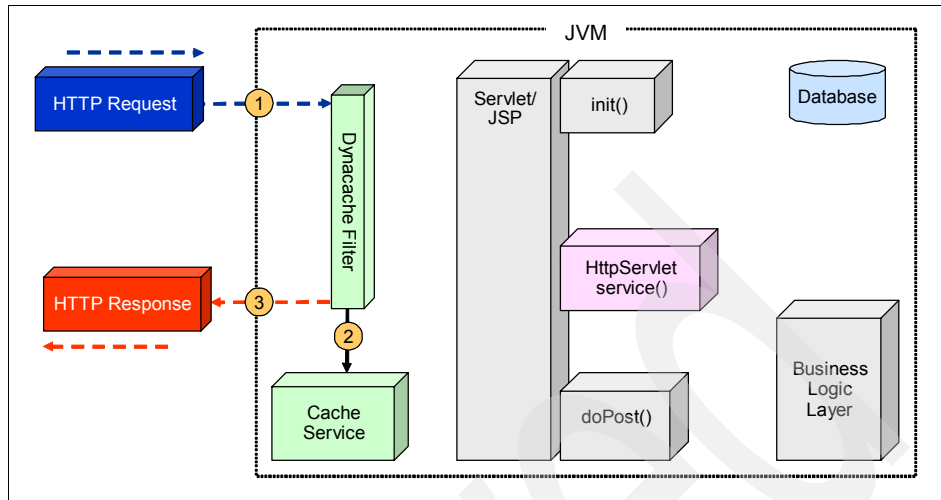 JVM
HTTP Request
1
Dynacache Filter
Servlet/
JSP
init()
Database
HttpServlet
service()
HTTP Response
3
2
Cache
Service
doPost()
Business
Logic
Layer